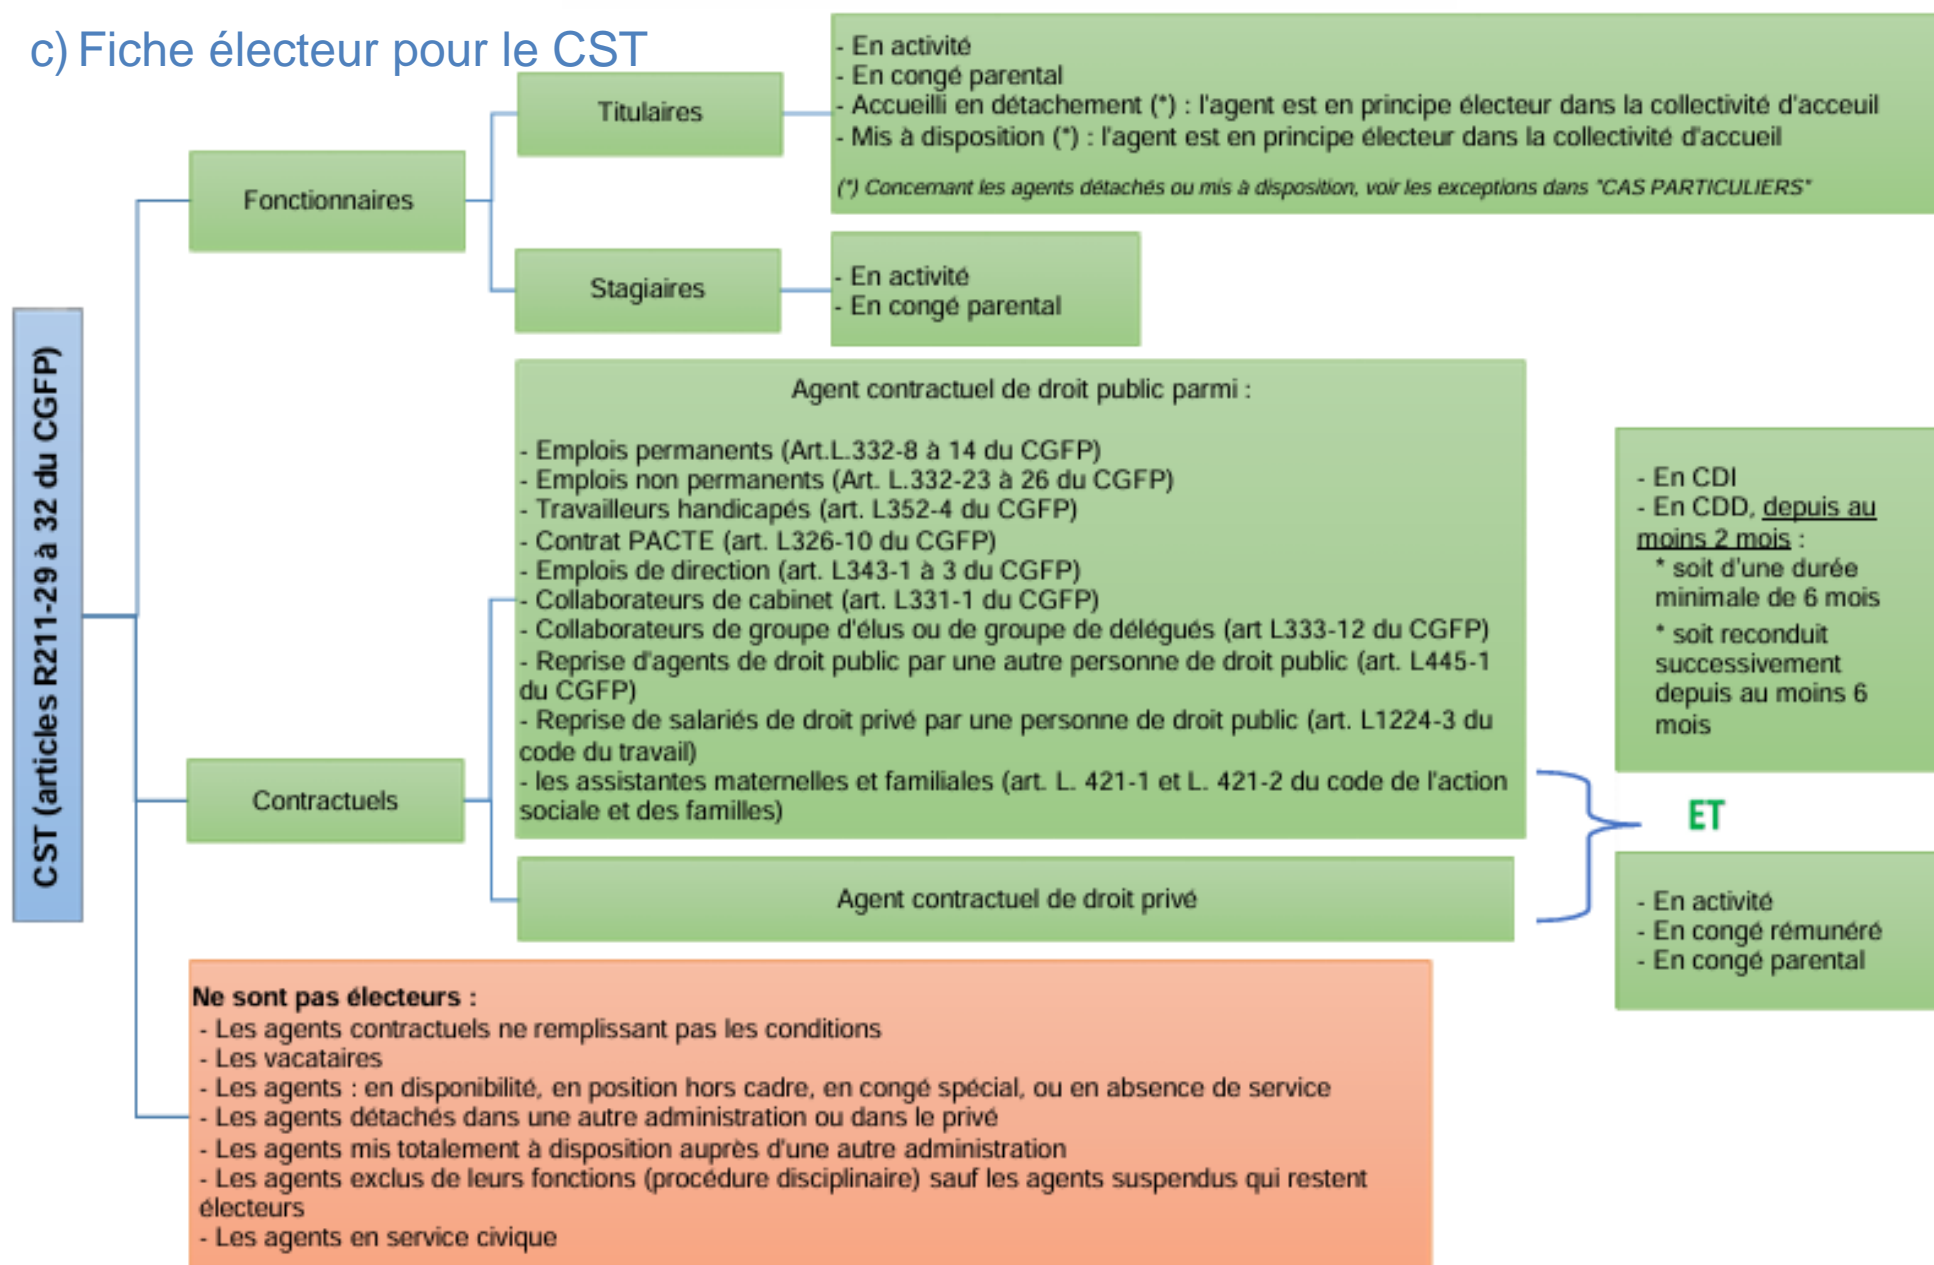 c) Fiche électeur pour le CST
CST (articles R211-29 à 32 du CGFP)
Fonctionnaires
Titulaires
- En activité
- En congé parental
- Accueilli en détachement (*) : l'agent est en principe électeur dans la collectivité d'acceuil
- Mis à disposition (*) : l'agent est en principe électeur dans la collectivité d'accueil
(*) Concernant les agents détachés ou mis à disposition, voir les exceptions dans "CAS PARTICULIERS"
Stagiaires
- En activité
- En congé parental
Contractuels
Agent contractuel de droit public parmi :
- Emplois permanents (Art.L.332-8 à 14 du CGFP)
- Emplois non permanents (Art. L.332-23 à 26 du CGFP)
- Travailleurs handicapés (art. L352-4 du CGFP)
- Contrat PACTE (art. L326-10 du CGFP)
- Emplois de direction (art. L343-1 à 3 du CGFP)
- Collaborateurs de cabinet (art. L331-1 du CGFP)
- Collaborateurs de groupe d'élus ou de groupe de délégués (art L333-12 du CGFP)
- Reprise d'agents de droit public par une autre personne de droit public (art. L445-1
du CGFP)
- Reprise de salariés de droit privé par une personne de droit public (art. L1224-3 du
code du travail)
- les assistantes maternelles et familiales (art. L. 421-1 et L. 421-2 du code de l'action
sociale et des familles)
Agent contractuel de droit privé
- En CDI
- En CDD, depuis au
moins 2 mois :
* soit d'une durée
minimale de 6 mois
* soit reconduit
successivement
depuis au moins 6
mois
ET
- En activité
- En congé rémunéré
- En congé parental
Ne sont pas électeurs :
- Les agents contractuels ne remplissant pas les conditions
- Les vacataires
- Les agents : en disponibilité, en position hors cadre, en congé spécial, ou en absence de service
- Les agents détachés dans une autre administration ou dans le privé
- Les agents mis totalement à disposition auprès d'une autre administration
- Les agents exclus de leurs fonctions (procédure disciplinaire) sauf les agents suspendus qui restent
électeurs
- Les agents en service civique